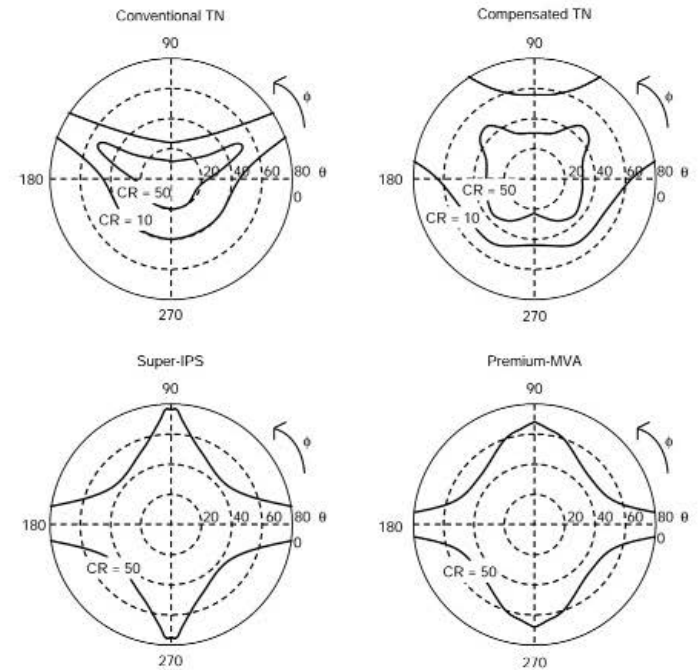 Conventional TN
90
ϕ
180
20 40 60 80 θ
0
CR = 50
CR = 10
270
Compensated TN
90
ϕ
180
20 40 60 80 θ
0
CR = 50
CR = 10
270
Super-IPS
90
ϕ
180
20 40 60 80 θ
0
CR = 50
270
Premium-MVA
90
ϕ
180
20 40 60 80 θ
0
CR = 50
270